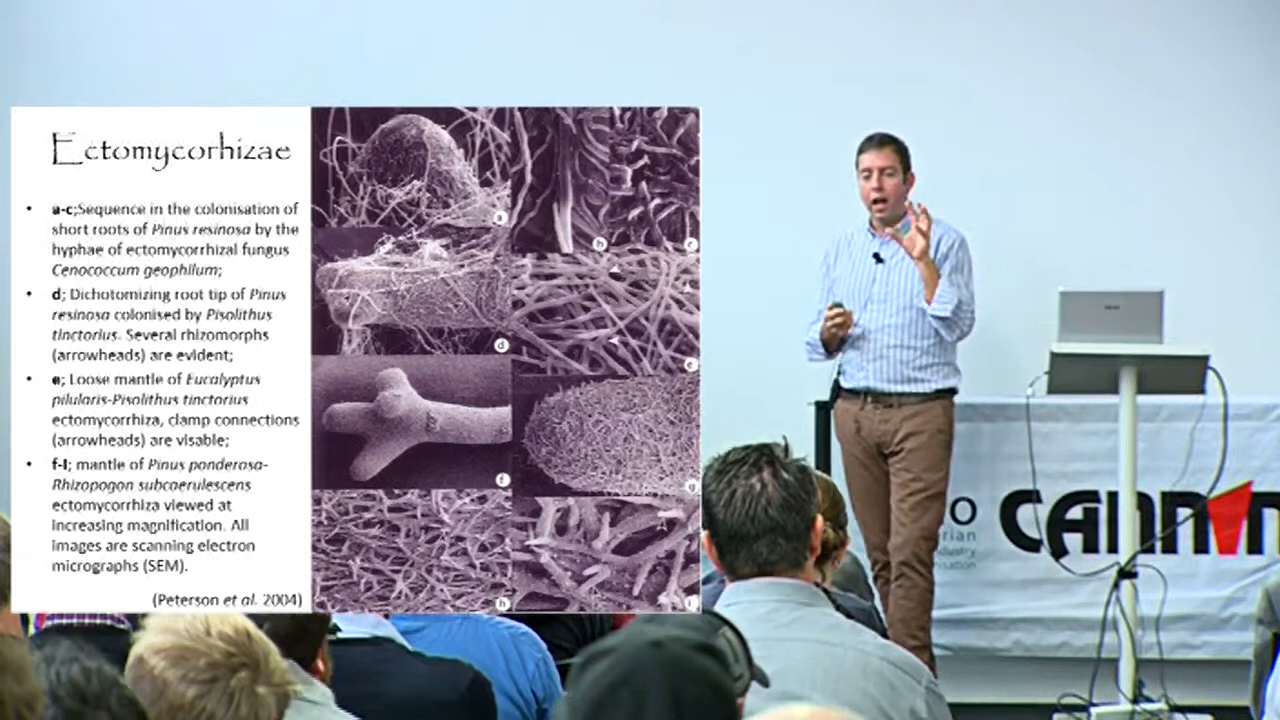 Ectomycorhizae
• a-c;Sequence in the colonisation of
short roots of Pinus resinosa by the
hyphae of ectomycorrhizal fungus
Cenococcum geophilum;
• d; Dichotomizing root tip of Pinus
resinosa colonised by Pisolithus
tinctorius. Several rhizomorphs
(arrowheads) are evident;
• e; Loose mantle of Eucalyptus
pilularis-Pisolithus tinctorius
ectomycorrhiza, clamp connections
(arrowheads) are visable;
• f-I; mantle of Pinus ponderosa-
Rhizopogon subcaerulescens
ectomycorrhiza viewed at
increasing magnification. All
images are scanning electron
micrographs (SEM).
(Peterson et al. 2004)
a
b
c
d
e
f
g
h
CANN